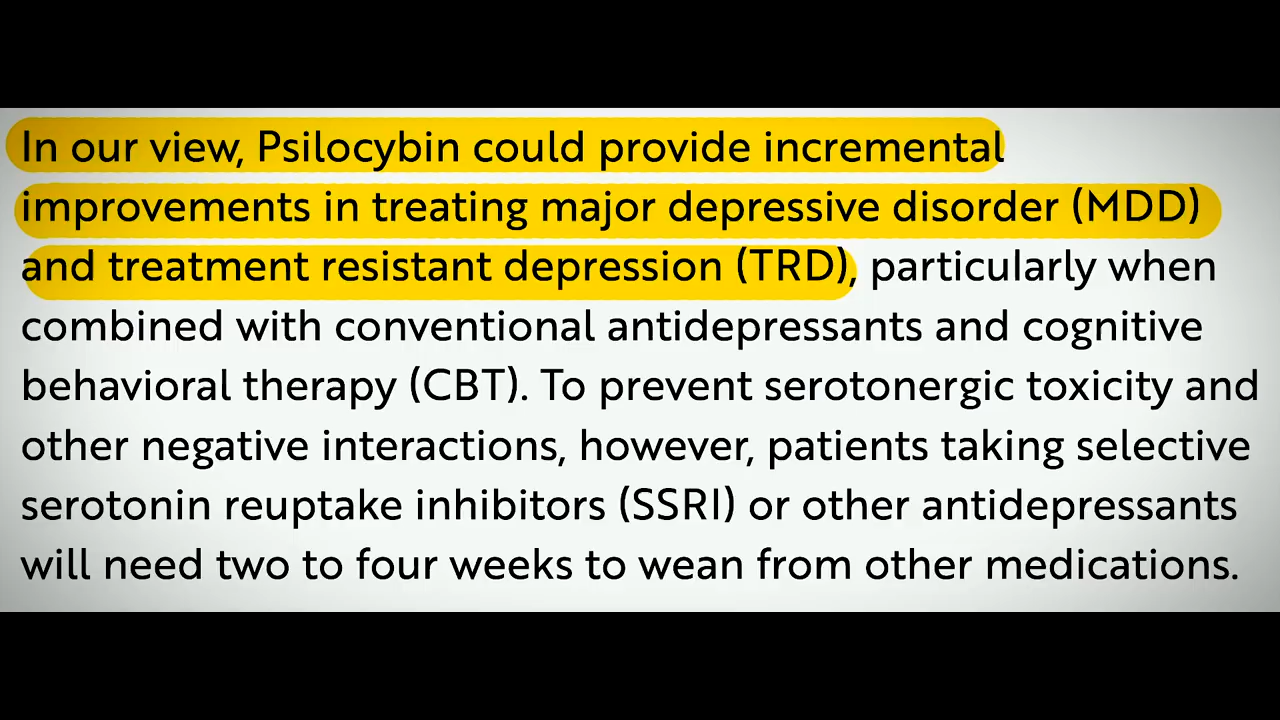 In our view, Psilocybin could provide incremental
improvements in treating major depressive disorder (MDD)
and treatment resistant depression (TRD), particularly when
combined with conventional antidepressants and cognitive
behavioral therapy (CBT). To prevent serotonergic toxicity and
other negative interactions, however, patients taking selective
serotonin reuptake inhibitors (SSRI) or other antidepressants
will need two to four weeks to wean from other medications.